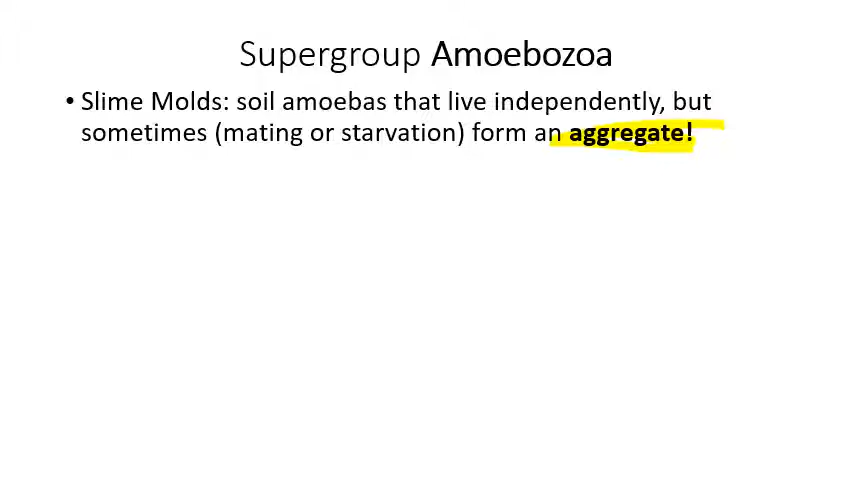 Supergroup Amoebozoa
• Slime Molds: soil amoebas that live independently, but
sometimes (mating or starvation) form an aggregate!